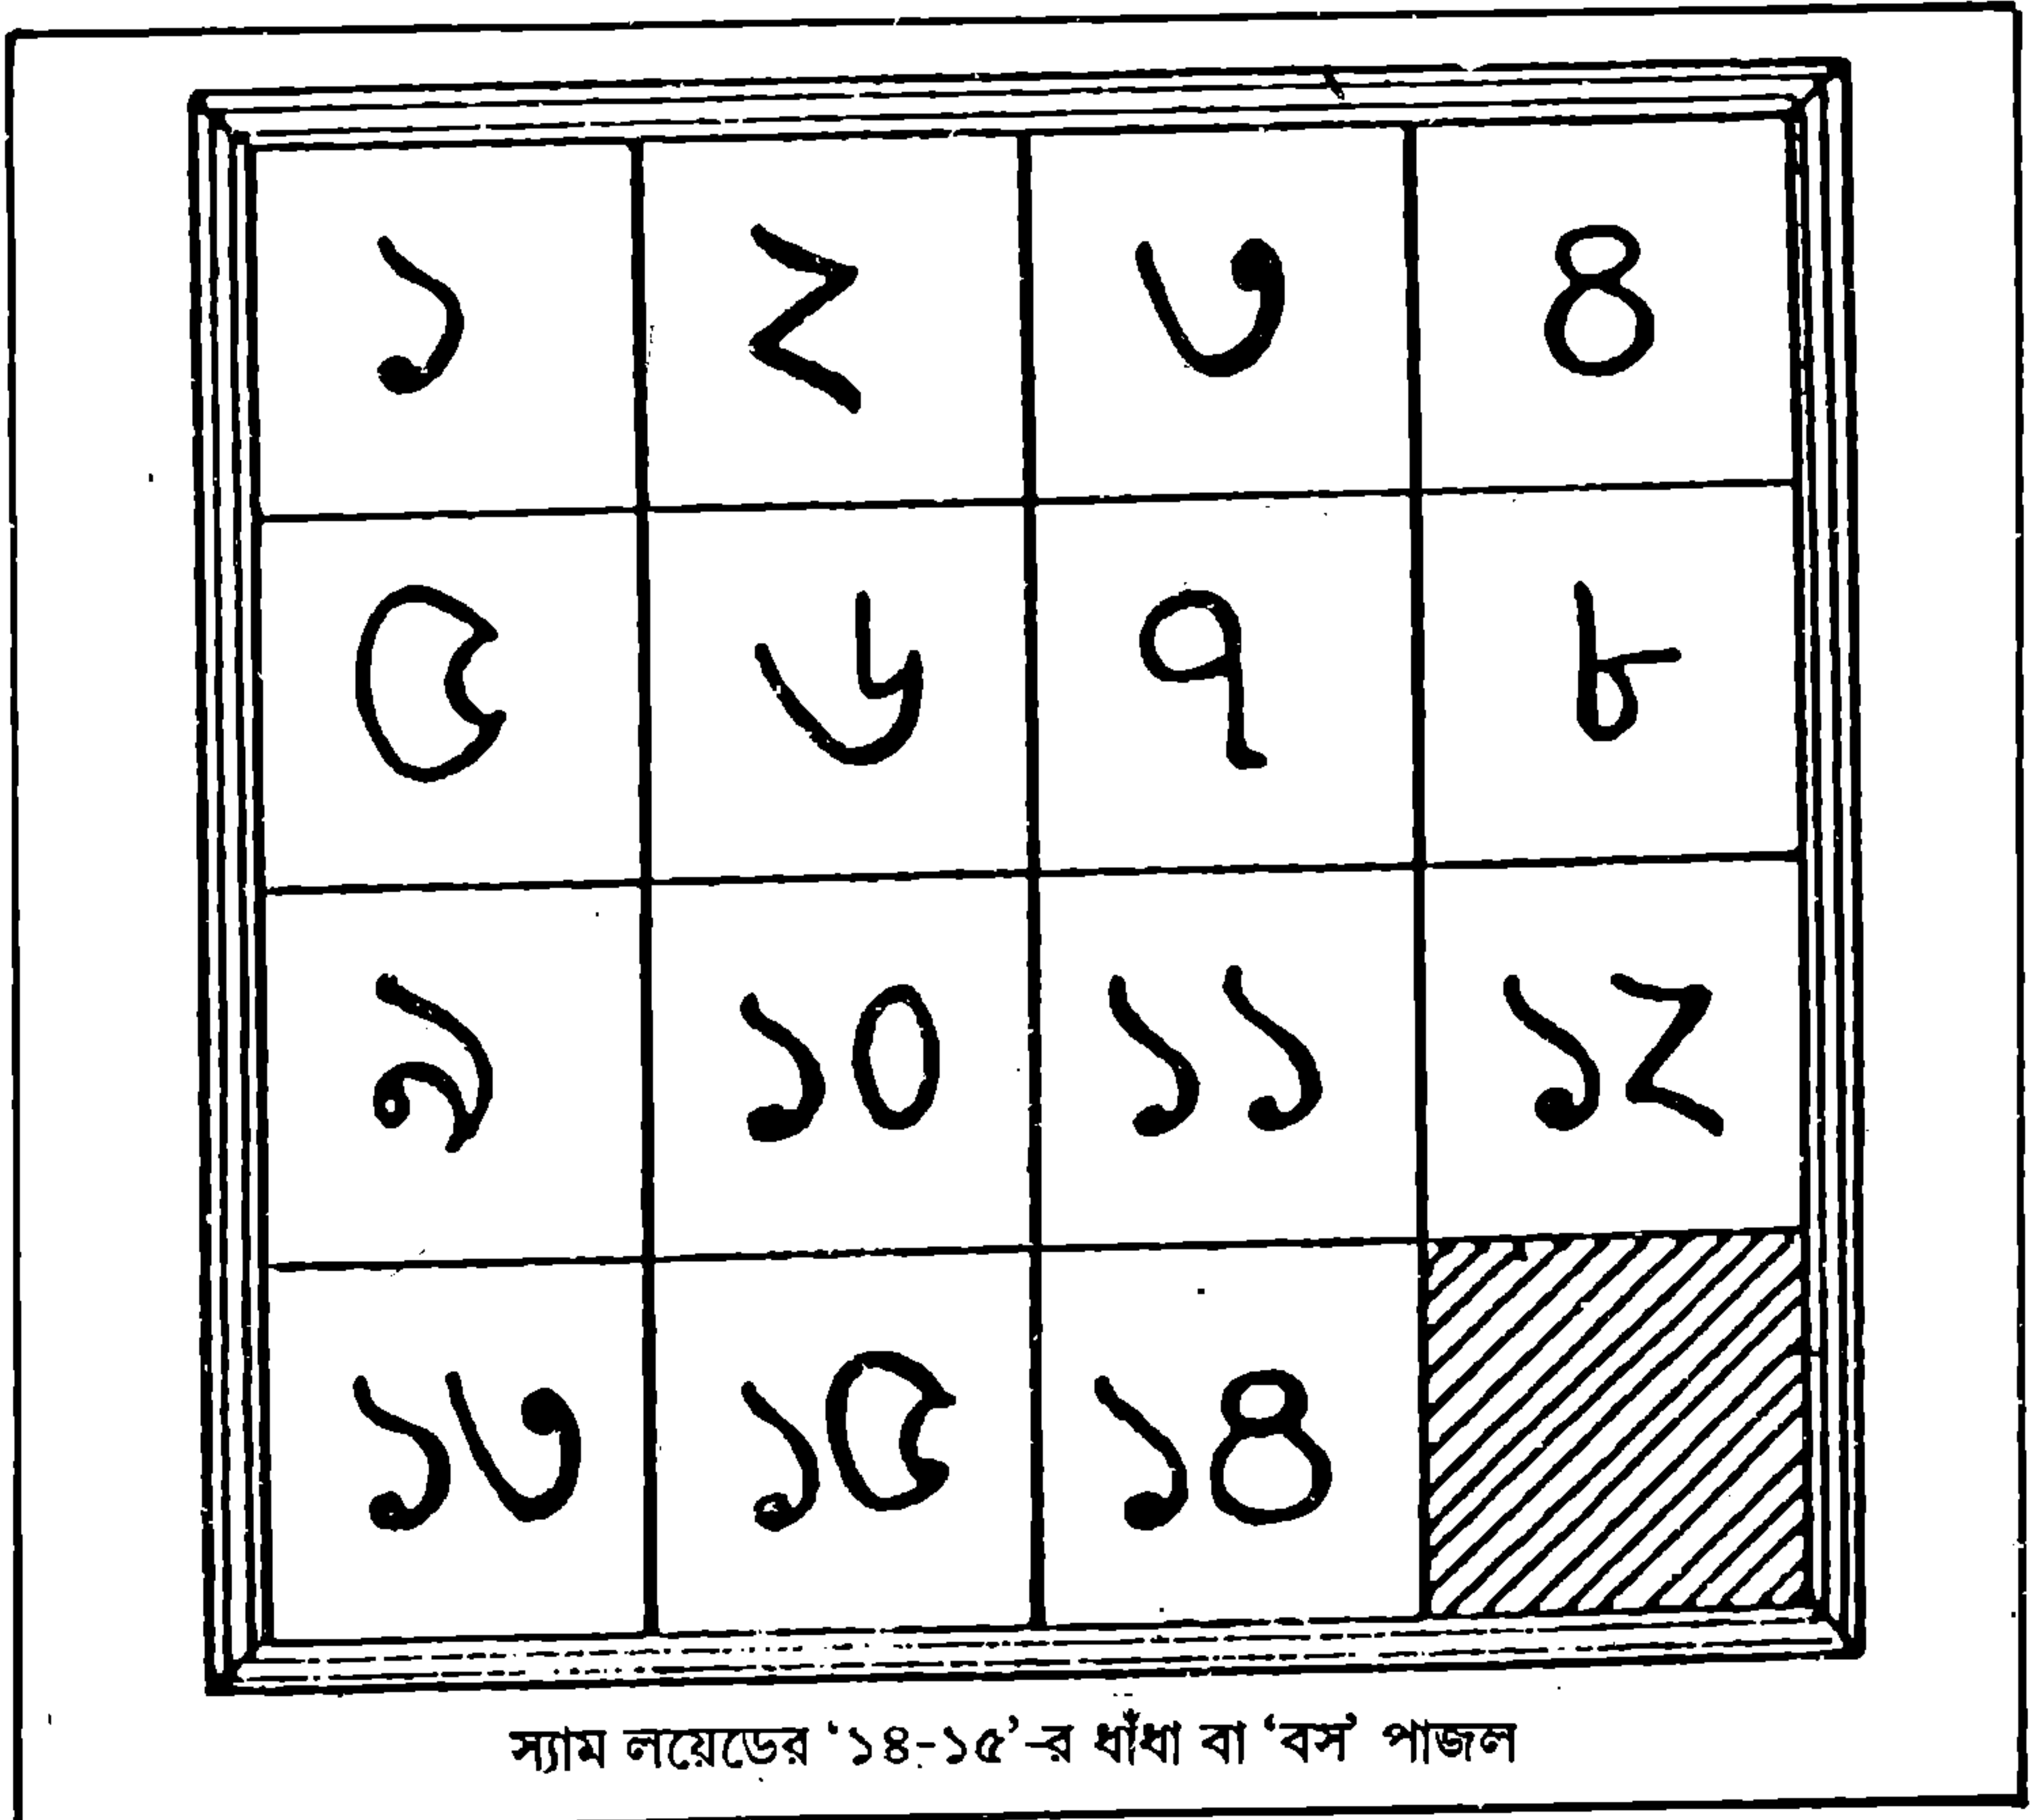 ১ ২ ৩ ৪
৫ ৬ ৭ ৮
৯ ১০ ১১ ১২
১৩ ১৫ ১৪
স্যাম লয়েডের ‘১৪-১৫’-র ধাঁধা বা ‘বস’ পাজল